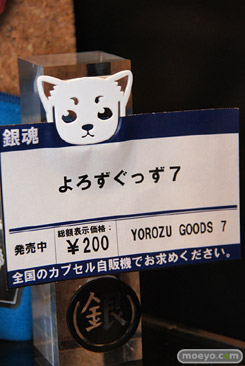 銀魂
よろずぐっず7
発売中
総額表示価格:
¥200
YOROZU GOODS 7
全国のカプセル自販機でお求めください。
銀
moeyo.com